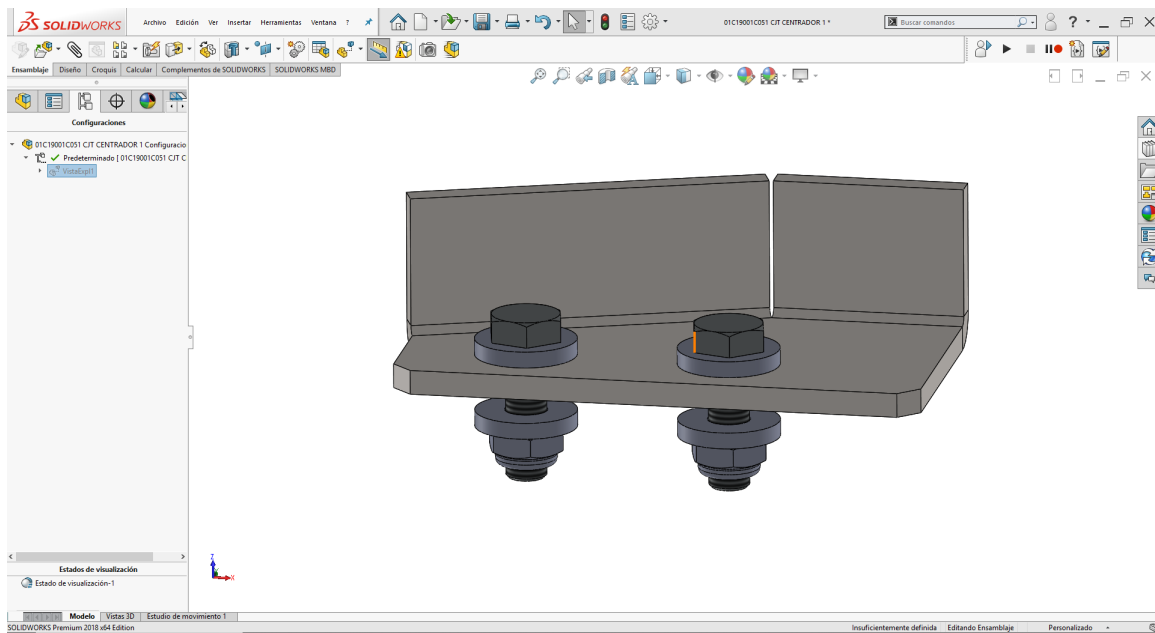 SOLIDWORKS Archivo Edición Ver Insertar Herramientas Ventana ? 01C19001C051 CJT CENTRADOR 1 * Buscar comandos ?
Ensamblaje Diseño Croquis Calcular Complementos de SOLIDWORKS SOLIDWORKS MBD
Configuraciones
01C19001C051 CJT CENTRADOR 1 Configuracio
Predeterminado [ 01C19001C051 CJT C
VistaExpl1
Z
X
Estados de visualización
Estado de visualización-1
Modelo Vistas 3D Estudio de movimiento 1
SOLIDWORKS Premium 2018 x64 Edition Insuficientemente definida Editando Ensamblaje Personalizado